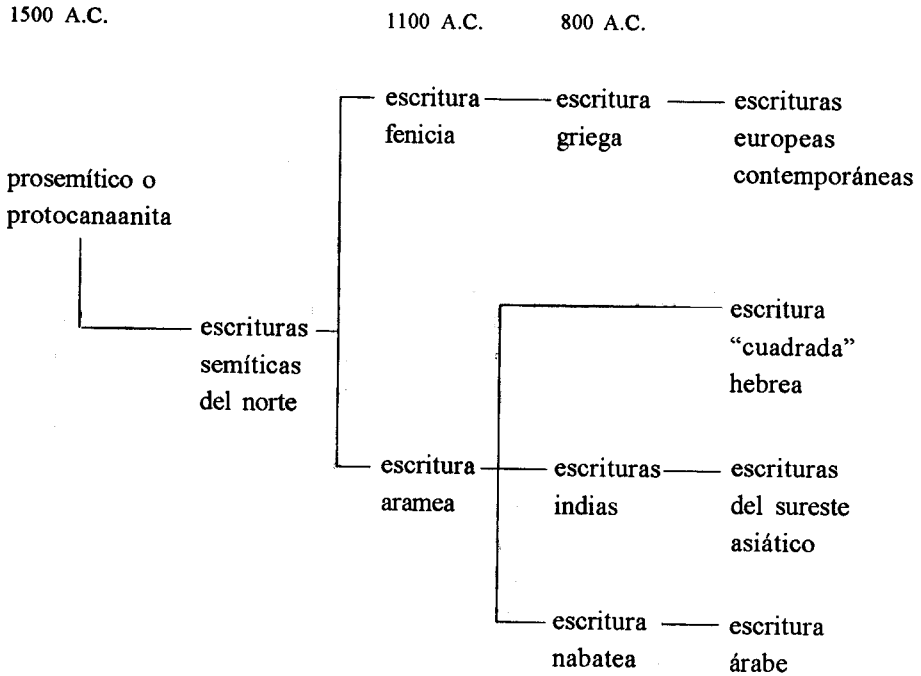 1500 A.C.
1100 A.C.
800 A.C.
escritura
fenicia
escritura
griega
escrituras
europeas
contemporáneas
prosemítico o
protocanaanita
escrituras
semíticas
del norte
escritura
"cuadrada"
hebrea
escritura
aramea
escrituras
indias
escrituras
del sureste
asiático
escritura
nabatea
escritura
árabe